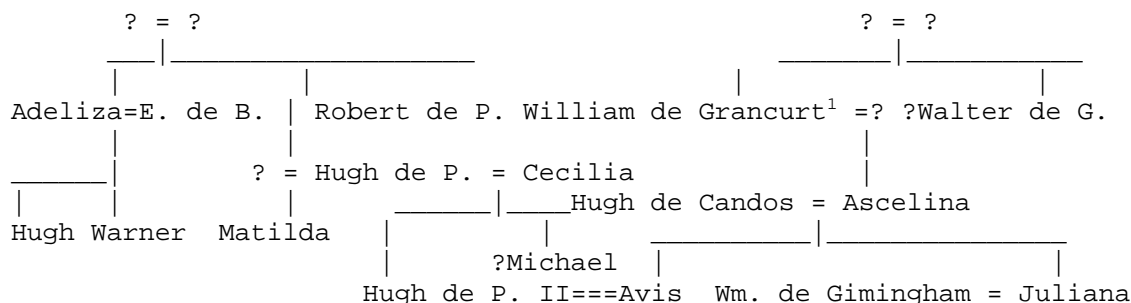 ? = ? ? = ?
Adeliza=E. de B. | Robert de P. William de Grancurt¹ =? ?Walter de G.
? = Hugh de P. = Cecilia
Hugh de Candos = Ascelina
Hugh Warner Matilda
?Michael
Hugh de P. II===Avis Wm. de Gimingham = Juliana